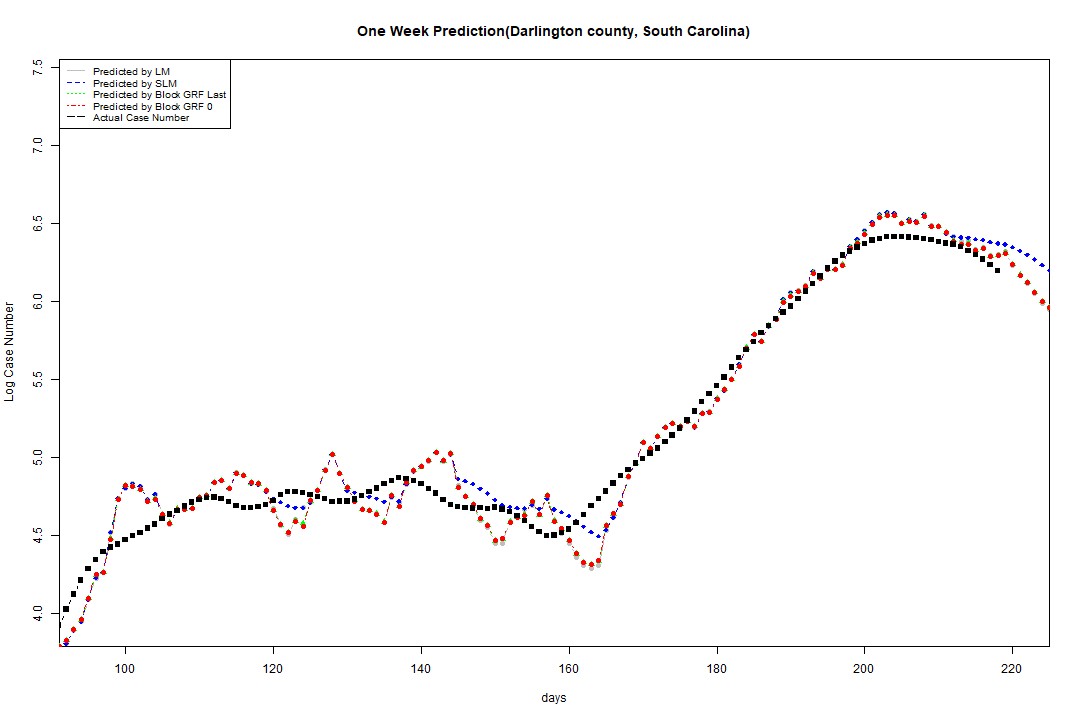 One Week Prediction(Darlington county, South Carolina)
Predicted by LM
Predicted by SLM
Predicted by Block GRF Last
Predicted by Block GRF 0
Actual Case Number
7.5
7.0
6.5
6.0
5.5
5.0
4.5
4.0
Log Case Number
100 120 140 160 180 200 220
days